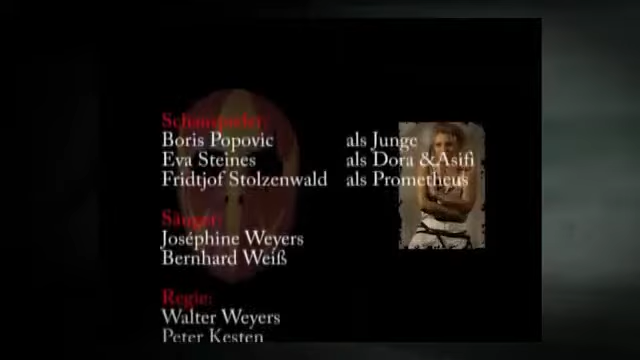 Schauspieler:
Boris Popovic als Junge
Eva Steines als Dora & Asifi
Fridtjof Stolzenwald als Prometheus
Sänger:
Joséphine Weyers
Bernhard Weiß
Regie:
Walter Weyers
Peter Kesten